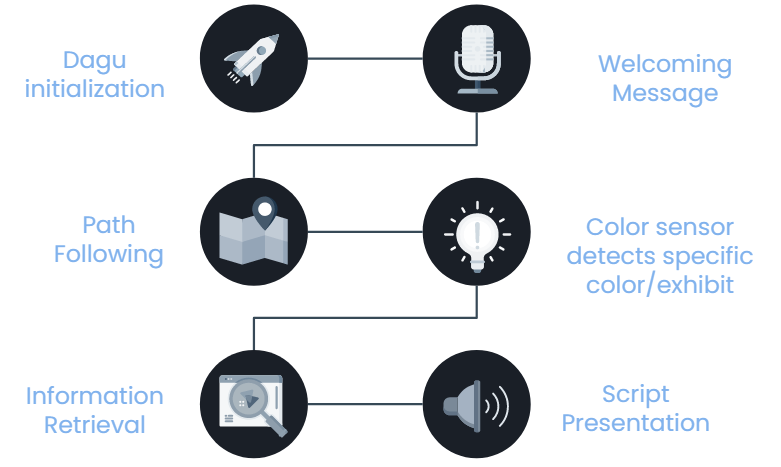 Dagu
initialization
Welcoming
Message
Path
Following
Color sensor
detects specific
color/exhibit
Information
Retrieval
Script
Presentation